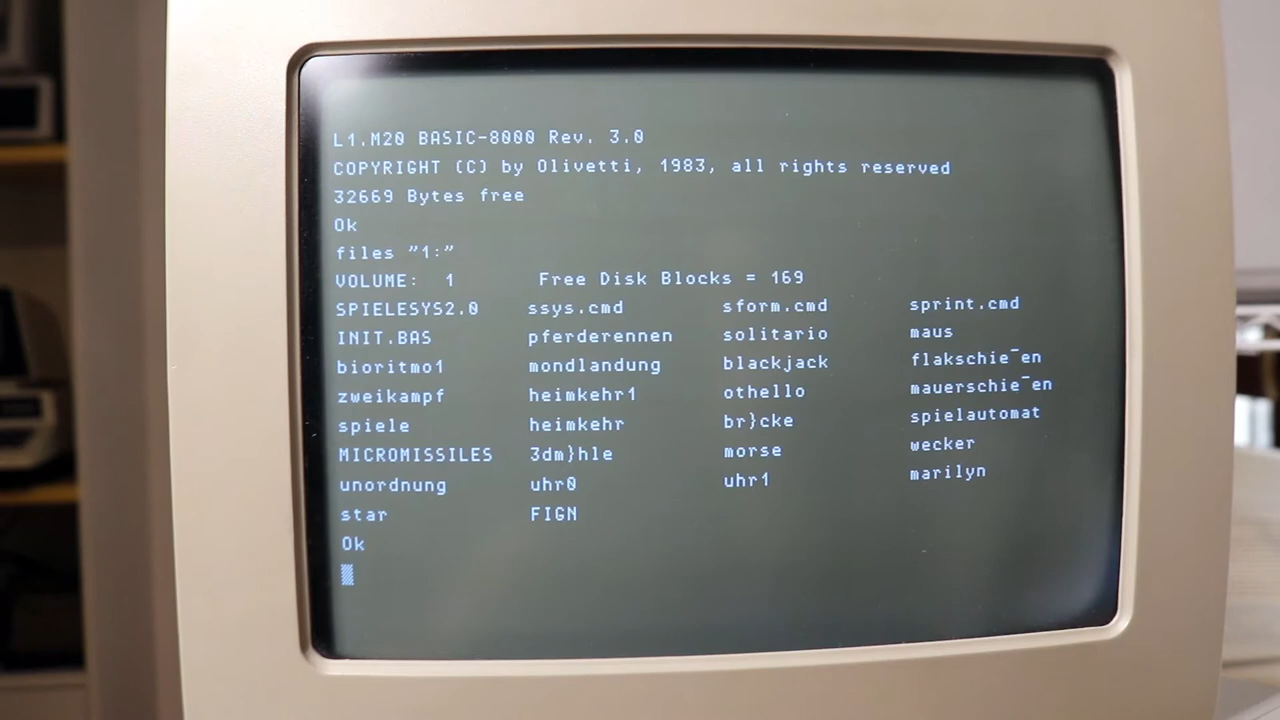 L1.M20 BASIC-8000 Rev. 3.0
COPYRIGHT (C) by Olivetti, 1983, all rights reserved
32669 Bytes free
Ok
files "1:"
VOLUME: 1 Free Disk Blocks = 169
SPIELESYS2.0 ssys.cmd sform.cmd sprint.cmd
INIT.BAS pferderennen solitario maus
bioritmo1 mondlandung blackjack flakschie‾en
zweikampf heimkehr1 othello mauerschie‾en
spiele heimkehr br}cke spielautomat
MICROMISSILES 3dm}hle morse wecker
unordnung uhr0 uhr1 marilyn
star FIGN
Ok